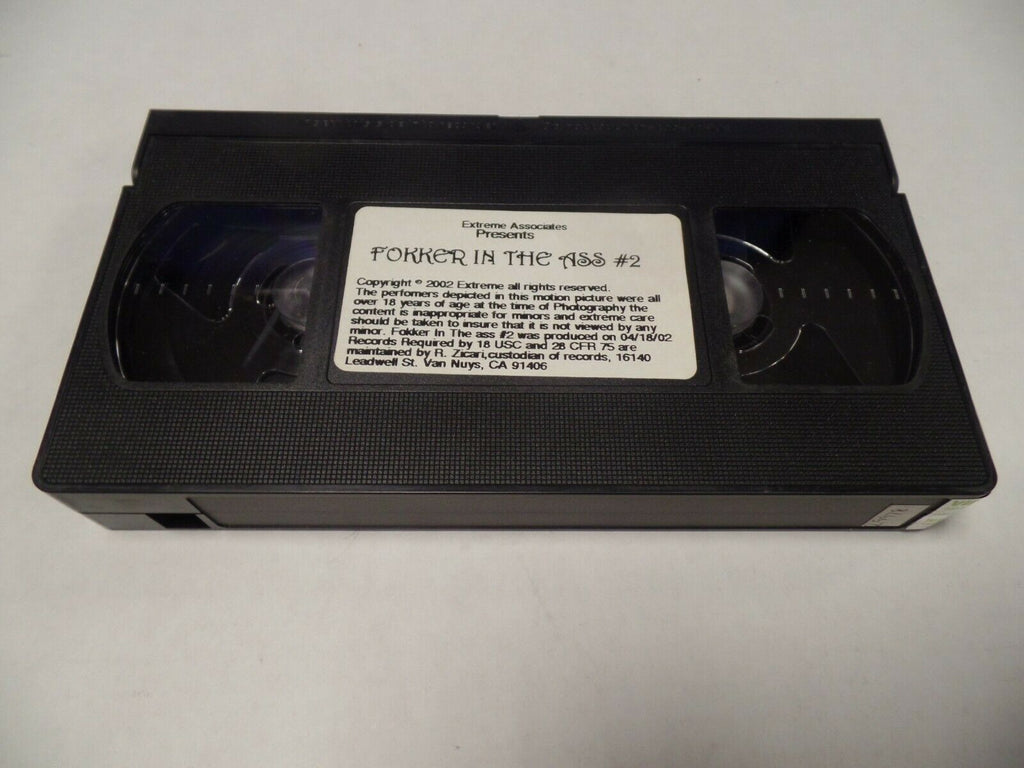 Extreme Associates
Presents
FOKKER IN THE ASS #2
Copyright © 2002 Extreme all rights reserved.
The perfomers depicted in this motion picture were all
over 18 years of age at the time of Photography the
content is inappropriate for minors and extreme care
should be taken to insure that it is not viewed by any
minor. Fokker In The ass #2 was produced on 04/18/02
Records Required by 18 USC and 28 CFR 75 are
maintained by R. Zicari,custodian of records, 16140
Leadwell St. Van Nuys, CA 91406